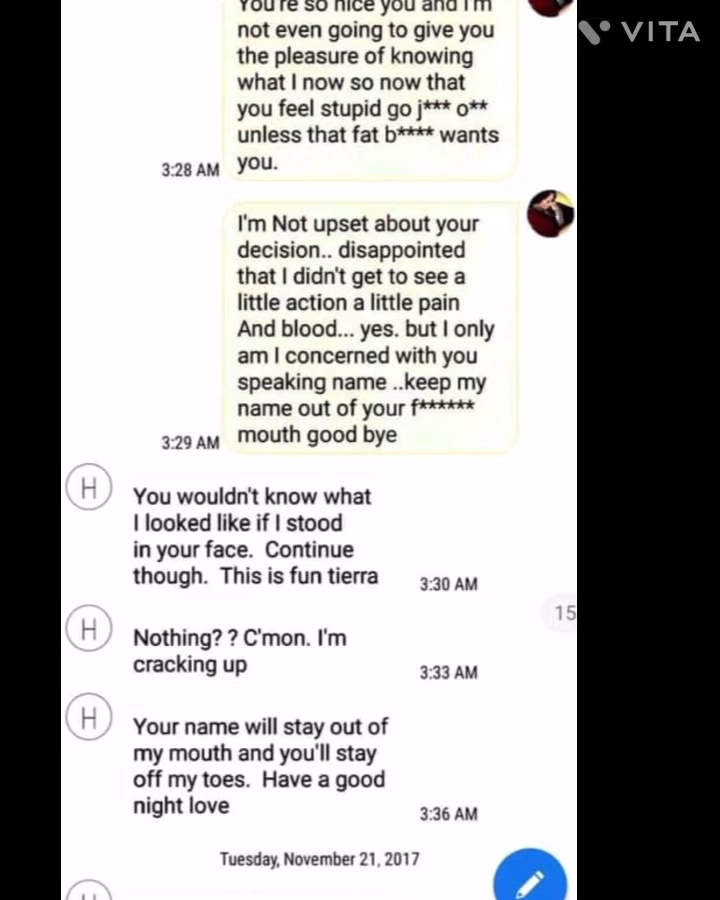 VITA
You're so nice you and I'm
not even going to give you
the pleasure of knowing
what I now so now that
you feel stupid go j*** o**
unless that fat b**** wants
you.
3:28 AM
I'm Not upset about your
decision.. disappointed
that I didn't get to see a
little action a little pain
And blood... yes. but I only
am I concerned with you
speaking name ..keep my
name out of your f******
mouth good bye
3:29 AM
H
You wouldn't know what
I looked like if I stood
in your face. Continue
though. This is fun tierra
3:30 AM
15
H
Nothing? ? C'mon. I'm
cracking up
3:33 AM
H
Your name will stay out of
my mouth and you'll stay
off my toes. Have a good
night love
3:36 AM
Tuesday, November 21, 2017
H